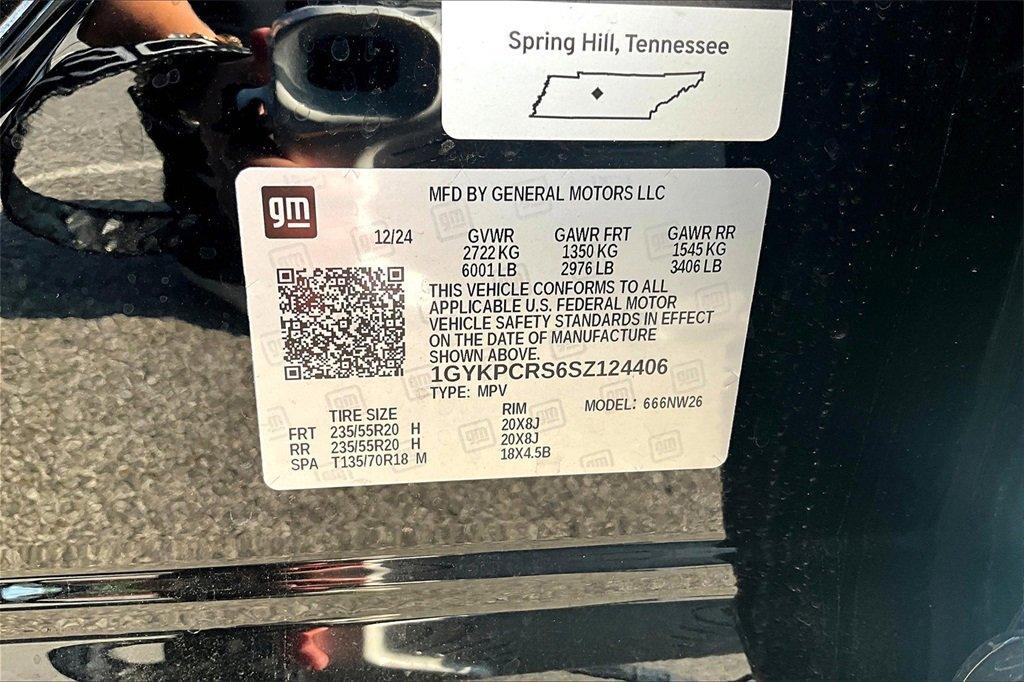 Spring Hill, Tennessee
gm
MFD BY GENERAL MOTORS LLC
12/24 GVWR GAWR FRT GAWR RR
2722 KG 1350 KG 1545 KG
6001 LB 2976 LB 3406 LB
THIS VEHICLE CONFORMS TO ALL
APPLICABLE U.S. FEDERAL MOTOR
VEHICLE SAFETY STANDARDS IN EFFECT
ON THE DATE OF MANUFACTURE
SHOWN ABOVE.
1GYKPCRS6SZ124406
TYPE: MPV
MODEL: 666NW26
TIRE SIZE RIM
FRT 235/55R20 H 20X8J
RR 235/55R20 H 20X8J
SPA T135/70R18 M 18X4.5B